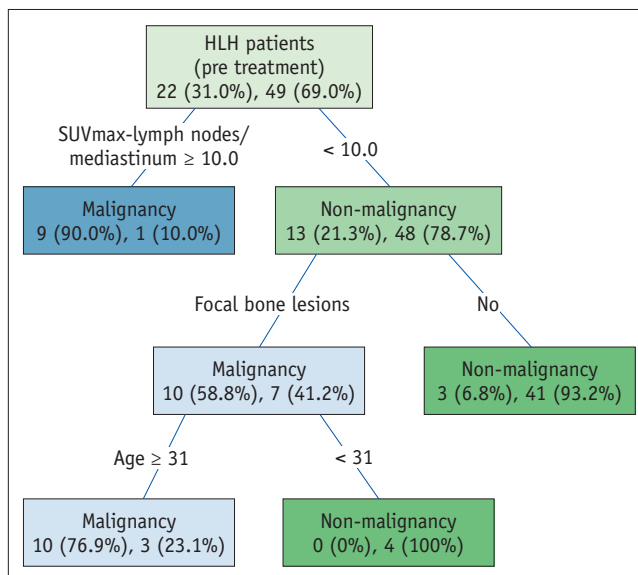 HLH patients
(pre treatment)
22 (31.0%), 49 (69.0%)
SUVmax-lymph nodes/
mediastinum ≥ 10.0
< 10.0
Malignancy
9 (90.0%), 1 (10.0%)
Non-malignancy
13 (21.3%), 48 (78.7%)
Focal bone lesions
No
Malignancy
10 (58.8%), 7 (41.2%)
Non-malignancy
3 (6.8%), 41 (93.2%)
Age ≥ 31
< 31
Malignancy
10 (76.9%), 3 (23.1%)
Non-malignancy
0 (0%), 4 (100%)